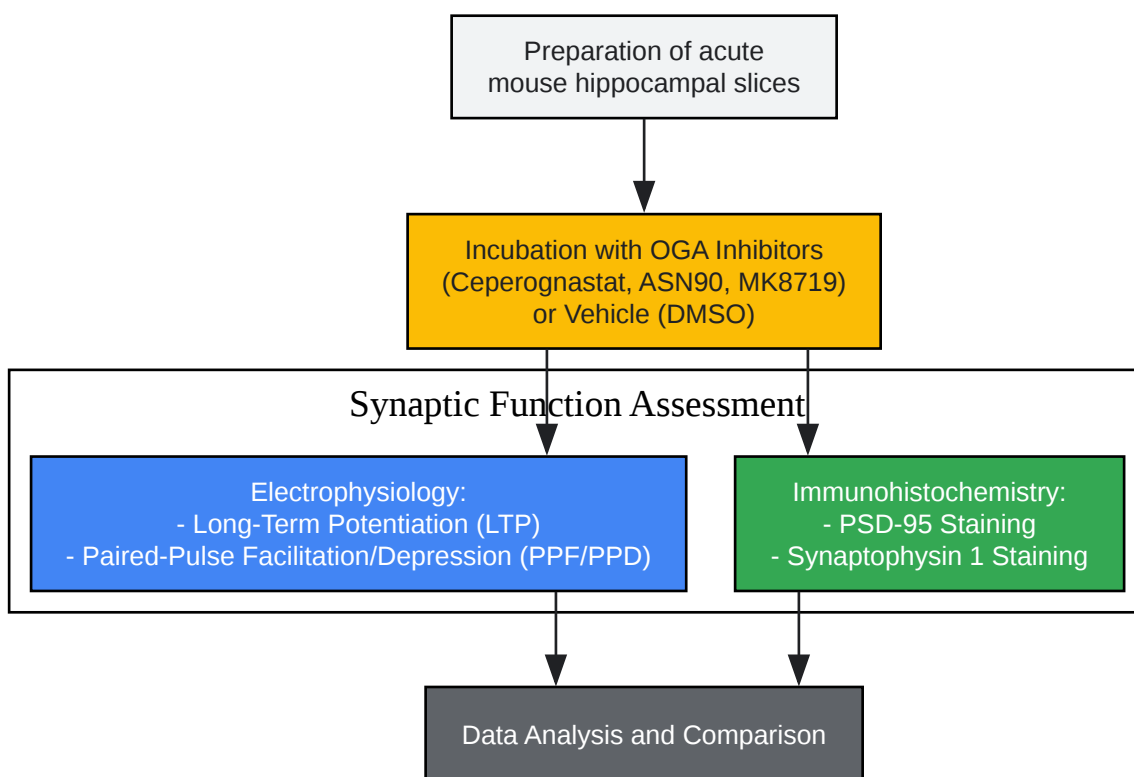 Preparation of acute
mouse hippocampal slices
Incubation with OGA Inhibitors
(Ceperognastat, ASN90, MK8719)
or Vehicle (DMSO)
Synaptic Function Assessment
Electrophysiology:
- Long-Term Potentiation (LTP)
- Paired-Pulse Facilitation/Depression (PPF/PPD)
Immunohistochemistry:
- PSD-95 Staining
- Synaptophysin 1 Staining
Data Analysis and Comparison